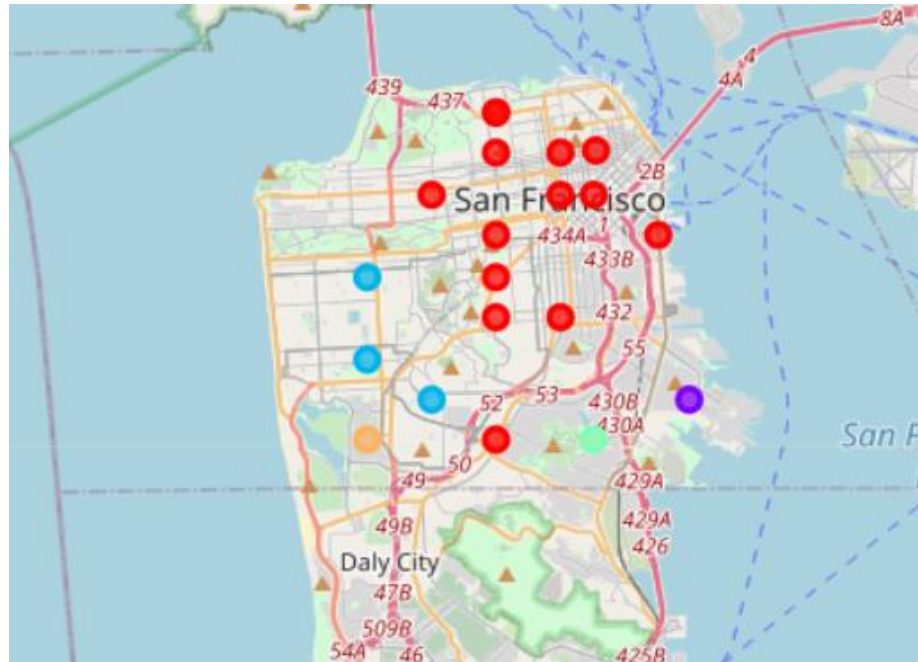 8A
4
4A
439
437
2B
San Francisco
434A
1
433B
432
55
53
52
430B
430A
San F
50
49
429A
49B
429A
426
Daly City
47B
509B
54A
46
425B